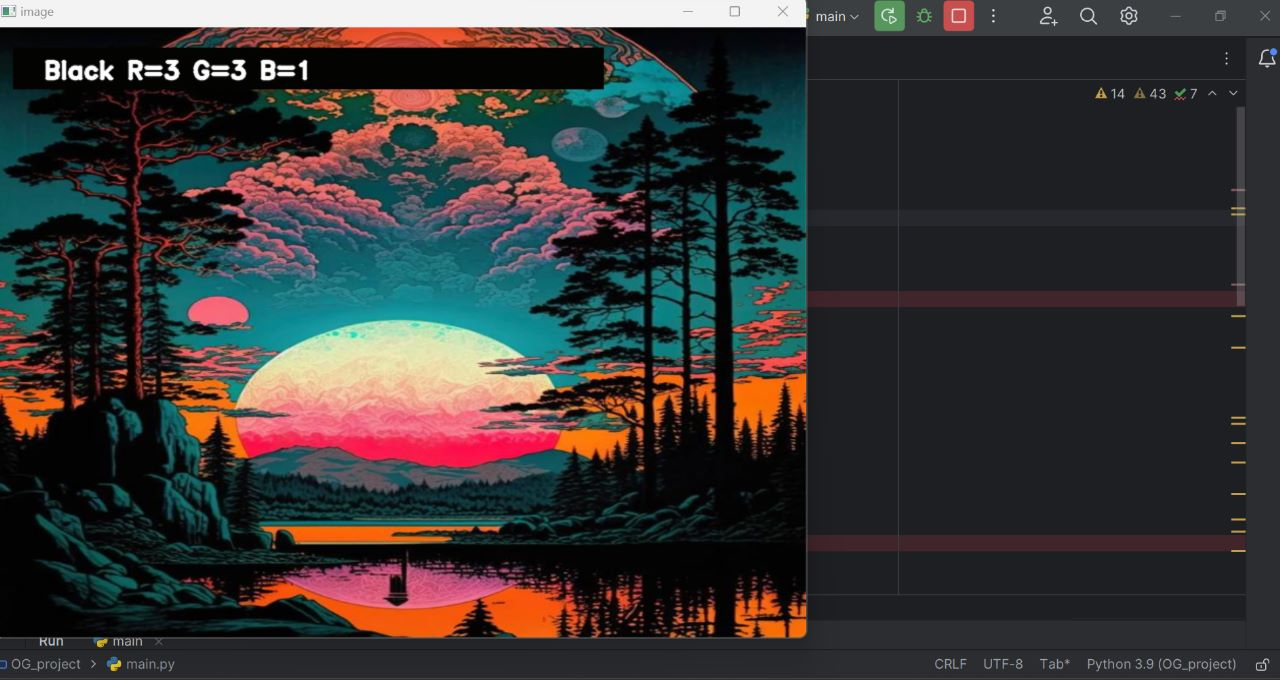 image
main
Black R=3 G=3 B=1
14 43 7
Run main
OG_project > main.py
CRLF UTF-8 Tab* Python 3.9 (OG_project)